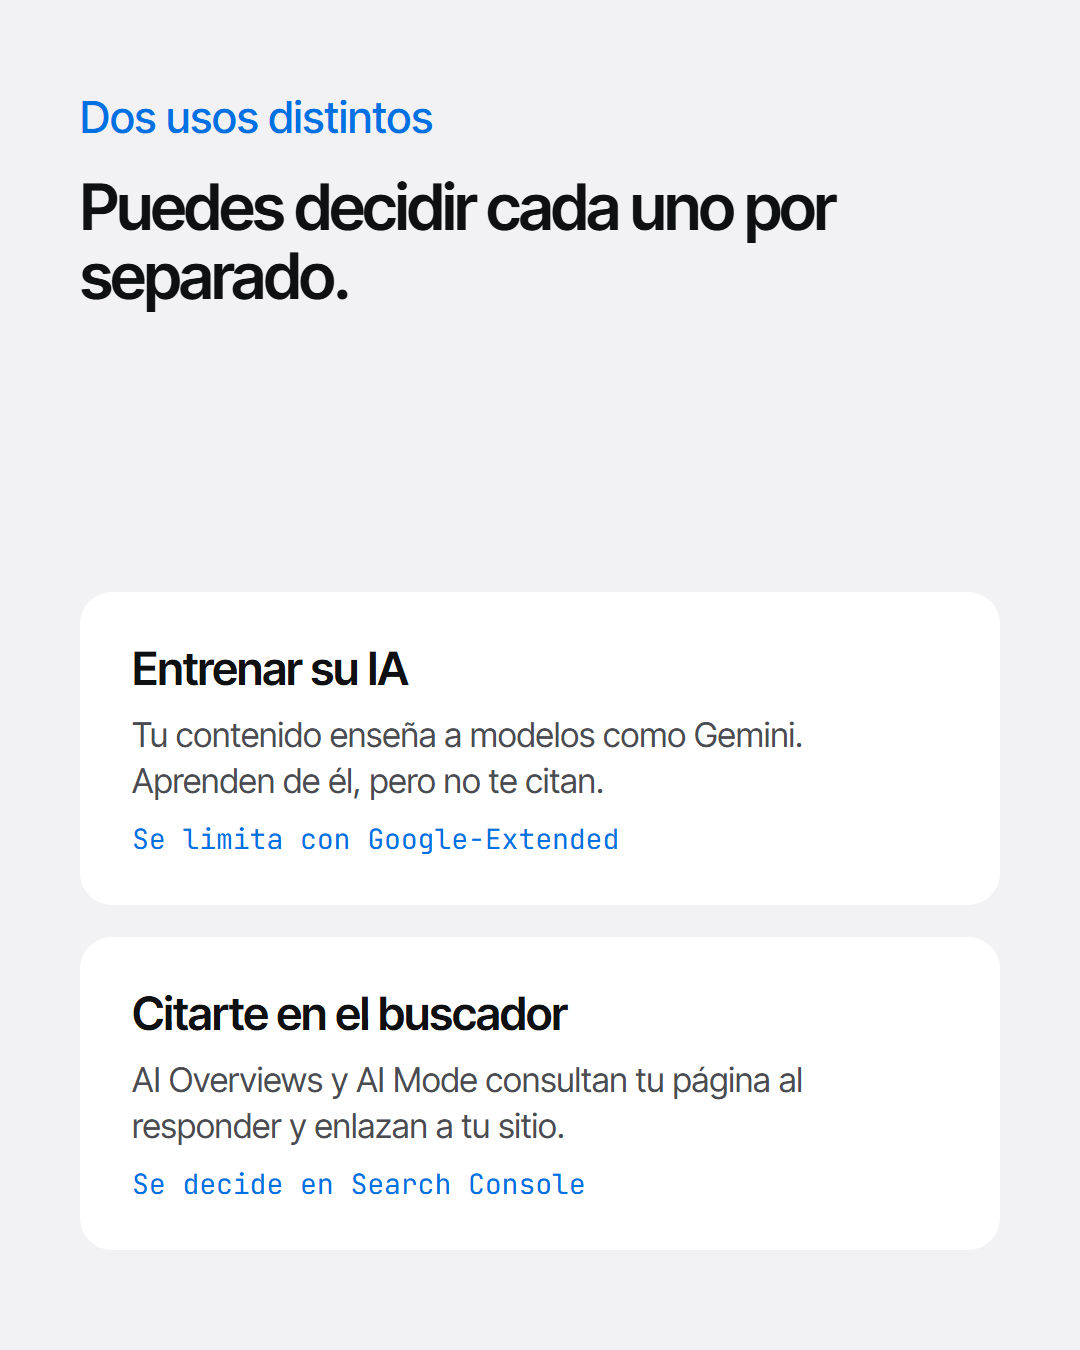 Dos usos distintos
Puedes decidir cada uno por
separado.
Entrenar su IA
Tu contenido enseña a modelos como Gemini.
Aprenden de él, pero no te citan.
Se limita con Google-Extended
Citarte en el buscador
AI Overviews y AI Mode consultan tu página al
responder y enlazan a tu sitio.
Se decide en Search Console